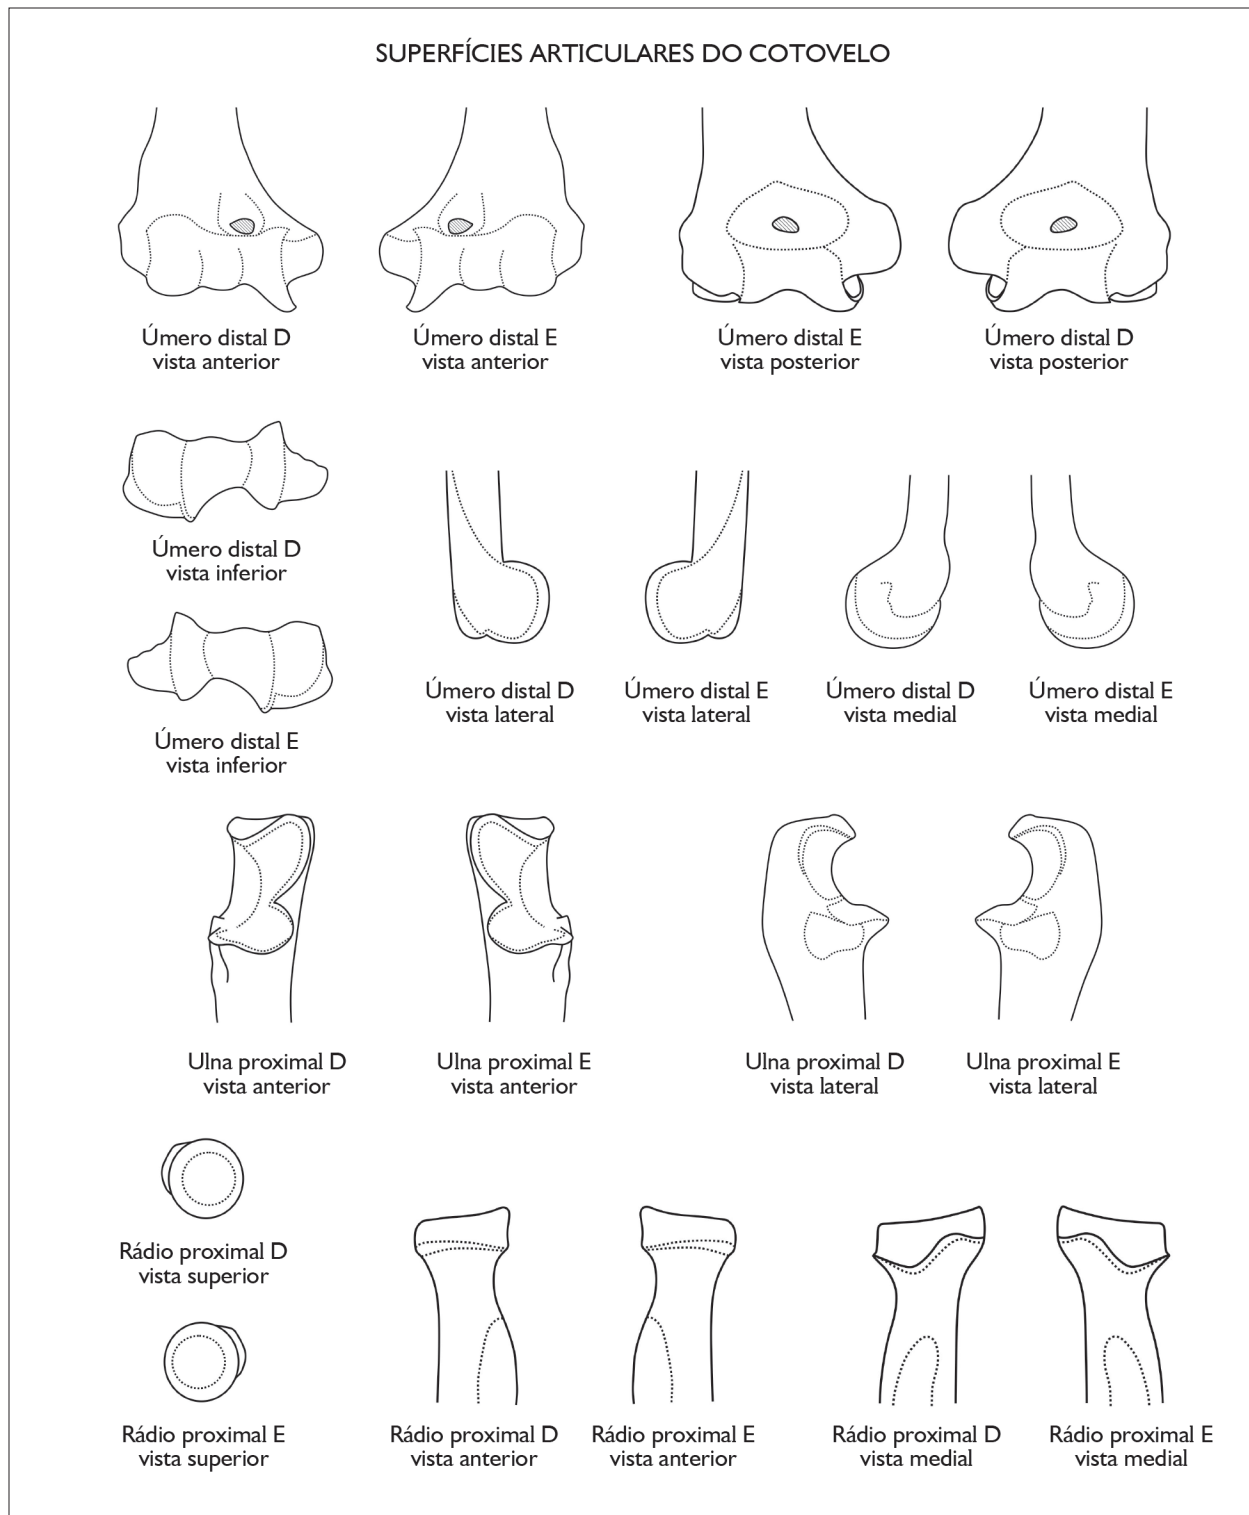 SUPERFÍCIES ARTICULARES DO COTOVELO
Úmero distal D
vista anterior
Úmero distal E
vista anterior
Úmero distal E
vista posterior
Úmero distal D
vista posterior
Úmero distal D
vista inferior
Úmero distal E
vista inferior
Úmero distal D
vista lateral
Úmero distal E
vista lateral
Úmero distal D
vista medial
Úmero distal E
vista medial
Ulna proximal D
vista anterior
Ulna proximal E
vista anterior
Ulna proximal D
vista lateral
Ulna proximal E
vista lateral
Rádio proximal D
vista superior
Rádio proximal E
vista superior
Rádio proximal D
vista anterior
Rádio proximal E
vista anterior
Rádio proximal D
vista medial
Rádio proximal E
vista medial